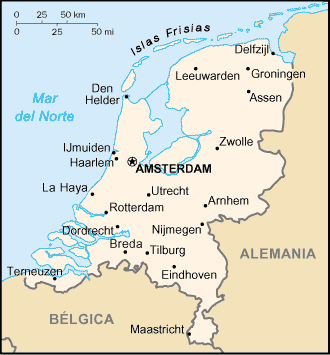 0 25 50 km
0 25 50 mi
Islas Frisias
Delfzijl
Leeuwarden
Groningen
Assen
Den
Helder
Mar
del Norte
Zwolle
IJmuiden
Haarlem
AMSTERDAM
La Haya
Utrecht
Rotterdam
Arnhem
Dordrecht
Nijmegen
Breda
Tilburg
ALEMANIA
Terneuzen
Eindhoven
BÉLGICA
Maastricht